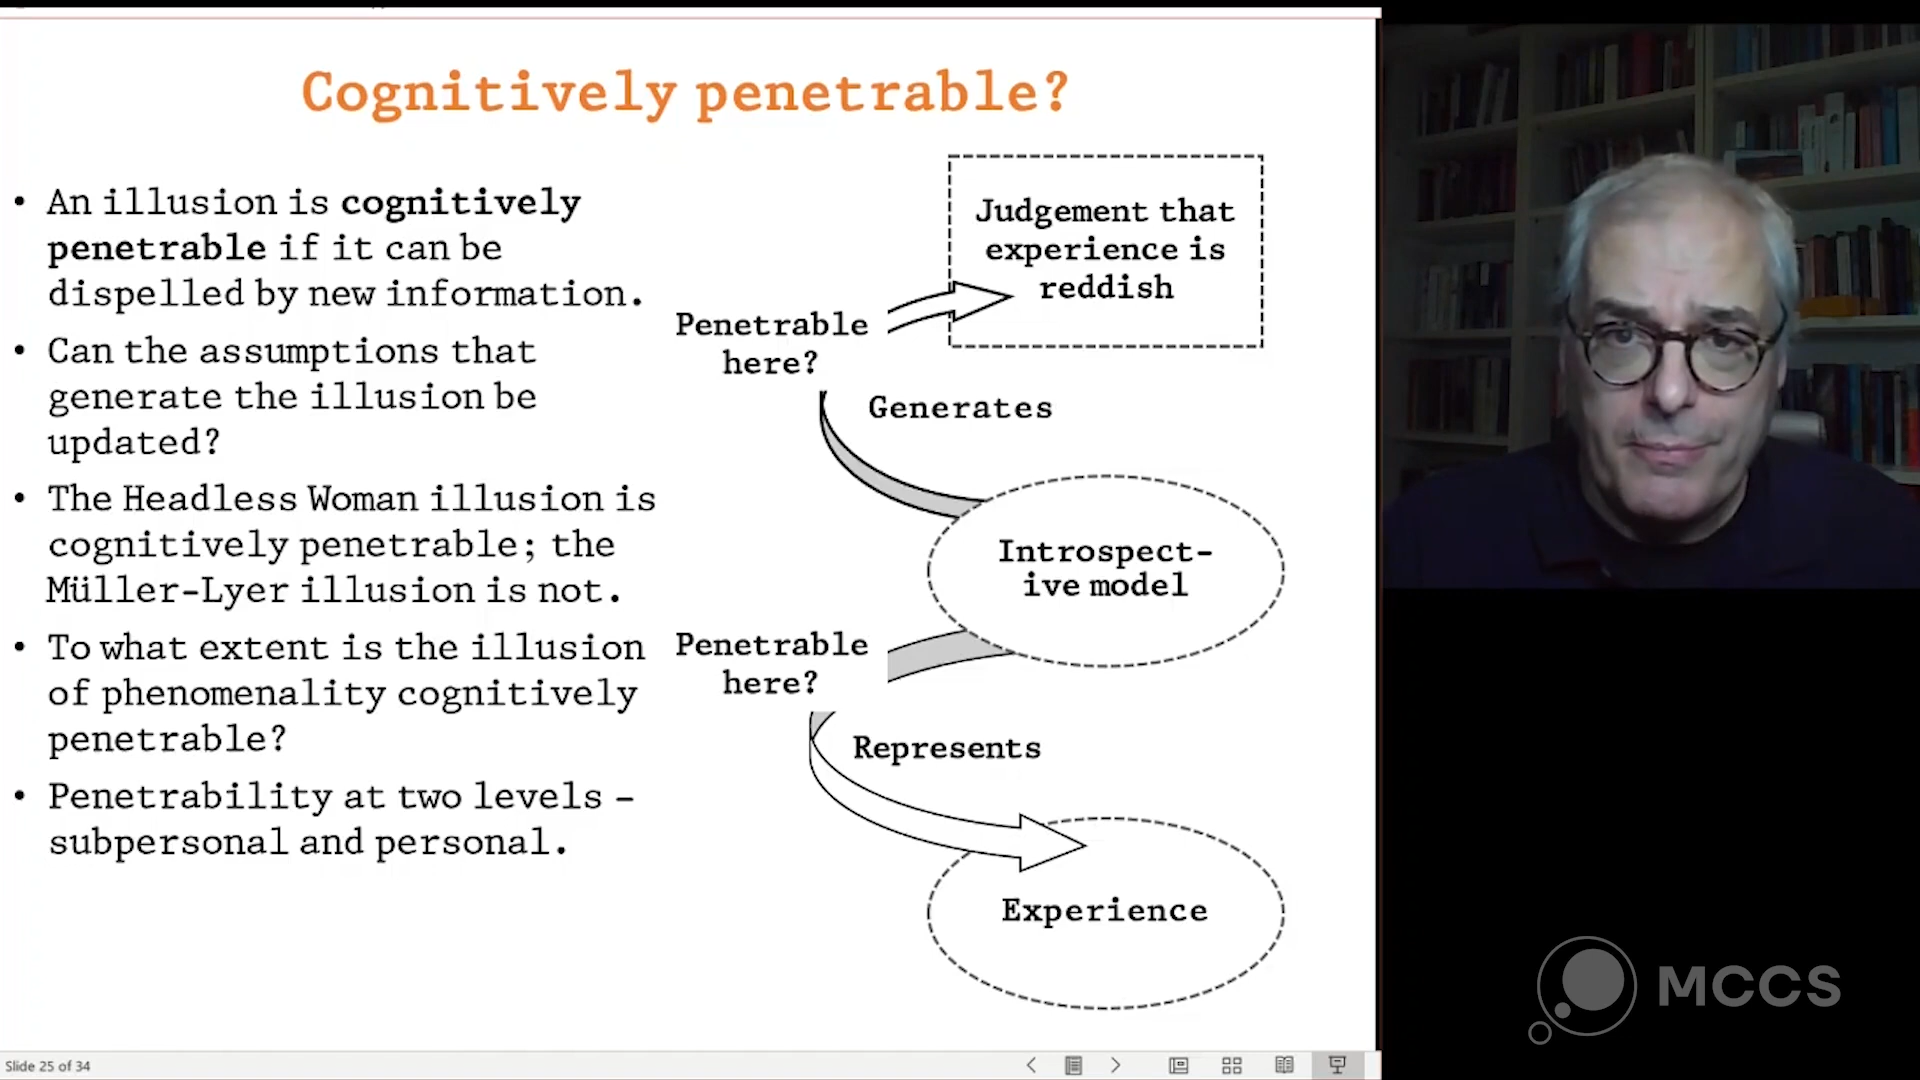 Cognitively penetrable?
• An illusion is cognitively
penetrable if it can be
dispelled by new information.
• Can the assumptions that
generate the illusion be
updated?
• The Headless Woman illusion is
cognitively penetrable; the
Müller-Lyer illusion is not.
• To what extent is the illusion
of phenomenality cognitively
penetrable?
• Penetrability at two levels –
subpersonal and personal.
Judgement that
experience is
reddish
Penetrable
here?
Generates
Introspect-
ive model
Penetrable
here?
Represents
Experience
Slide 25 of 34
MCCS